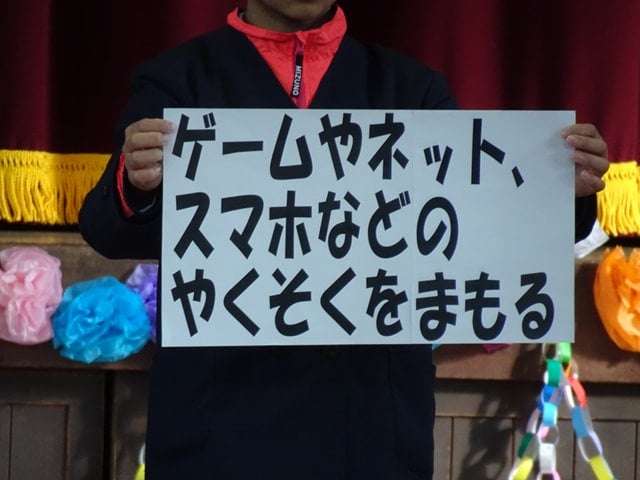 MIZUNO
ゲームやネット、
スマホなどの
やくそくをまもる